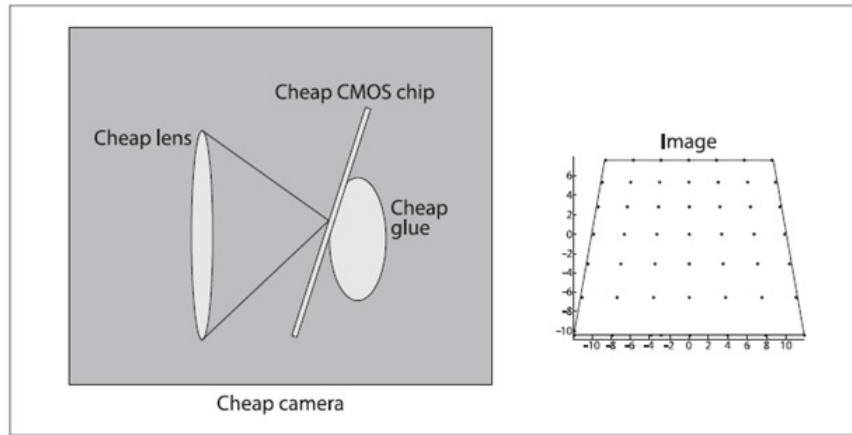 Cheap CMOS chip
Cheap lens
Image
Cheap
glue
6
4
2
0
−2
−4
−6
−8
−10
−10 −8 −6 −4 −2 0 2 4 6 8 10
Cheap camera